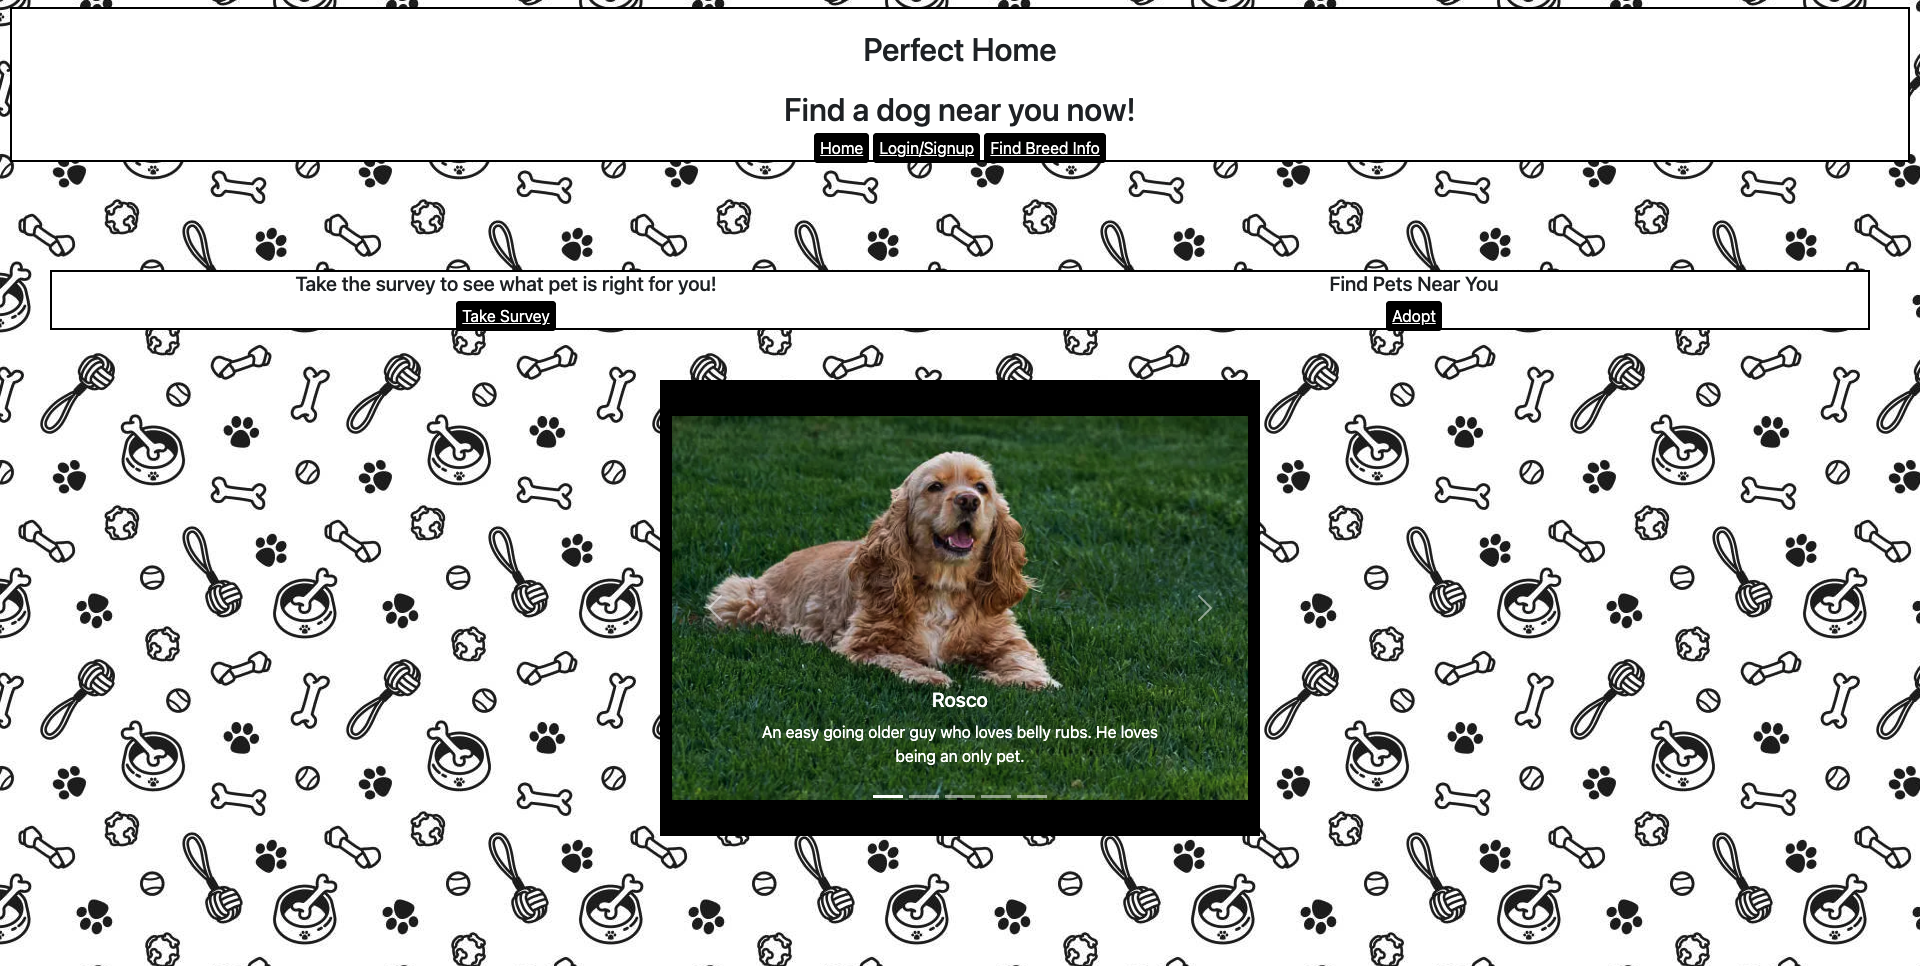 Perfect Home
Find a dog near you now!
Home Login/Signup Find Breed Info
Take the survey to see what pet is right for you!
Take Survey
Find Pets Near You
Adopt
Rosco
An easy going older guy who loves belly rubs. He loves
being an only pet.